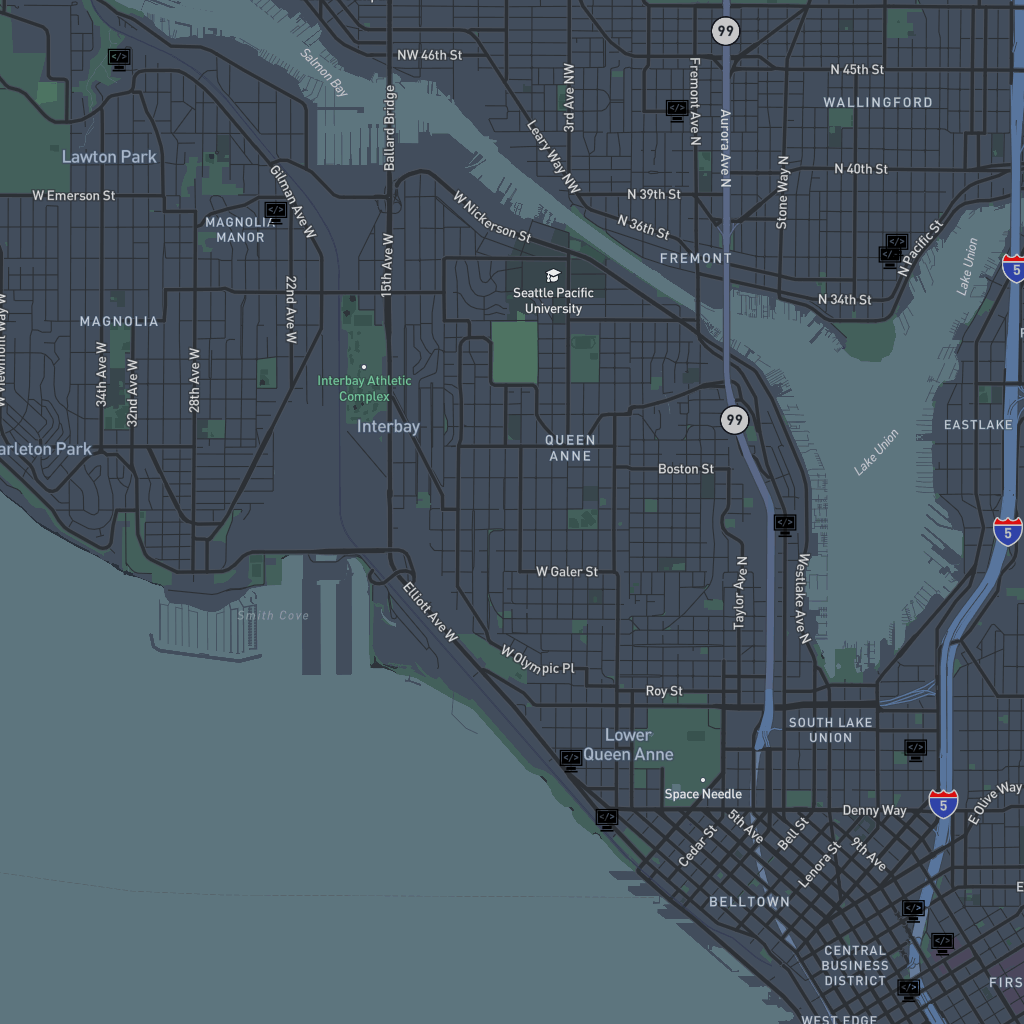 99
NW 46th St
Salmon Bay
3rd Ave NW
Fremont Ave N
N 45th St
WALLINGFORD
Ballard Bridge
Aurora Ave N
Leary Way NW
Lawton Park
N 40th St
Stone Way N
W Emerson St
Gilman Ave W
N 39th St
W Nickerson St
N 36th St
MAGNOLIA
MANOR
15th Ave W
FREMONT
N Pacific St
Lake Union
5
Seattle Pacific
University
22nd Ave W
N 34th St
MAGNOLIA
W Viewmont Way W
34th Ave W
32nd Ave W
28th Ave W
Interbay Athletic
Complex
99
Interbay
EASTLAKE
arleton Park
QUEEN
ANNE
Lake Union
Boston St
5
W Galer St
Taylor Ave N
Westlake Ave N
Smith Cove
Elliott Ave W
W Olympic Pl
Roy St
SOUTH LAKE
UNION
Lower
Queen Anne
Space Needle
5
E Olive Way
Denny Way
Cedar St
5th Ave
Bell St
Lenora St
9th Ave
BELLTOWN
CENTRAL
BUSINESS
DISTRICT
FIRS
WEST EDGE